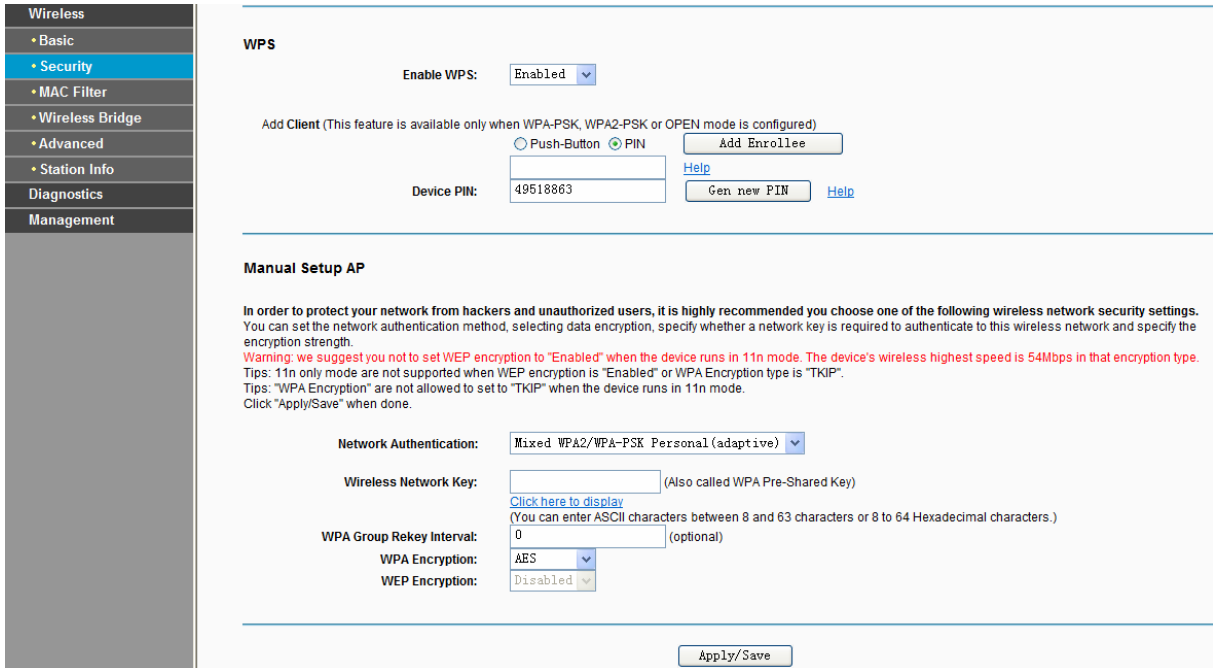 Wireless
• Basic
• Security
• MAC Filter
• Wireless Bridge
• Advanced
• Station Info
Diagnostics
Management
WPS
Enable WPS: Enabled
Add Client (This feature is available only when WPA-PSK, WPA2-PSK or OPEN mode is configured)
Push-Button PIN Add Enrollee
Help
Device PIN: 49518863 Gen new PIN Help
Manual Setup AP
In order to protect your network from hackers and unauthorized users, it is highly recommended you choose one of the following wireless network security settings.
You can set the network authentication method, selecting data encryption, specify whether a network key is required to authenticate to this wireless network and specify the
encryption strength.
Warning: we suggest you not to set WEP encryption to "Enabled" when the device runs in 11n mode. The device's wireless highest speed is 54Mbps in that encryption type.
Tips: 11n only mode are not supported when WEP encryption is "Enabled" or WPA Encryption type is "TKIP".
Tips: "WPA Encryption" are not allowed to set to "TKIP" when the device runs in 11n mode.
Click "Apply/Save" when done.
Network Authentication: Mixed WPA2/WPA-PSK Personal(adaptive)
Wireless Network Key: (Also called WPA Pre-Shared Key)
Click here to display
(You can enter ASCII characters between 8 and 63 characters or 8 to 64 Hexadecimal characters.)
WPA Group Rekey Interval: 0 (optional)
WPA Encryption: AES
WEP Encryption: Disabled
Apply/Save